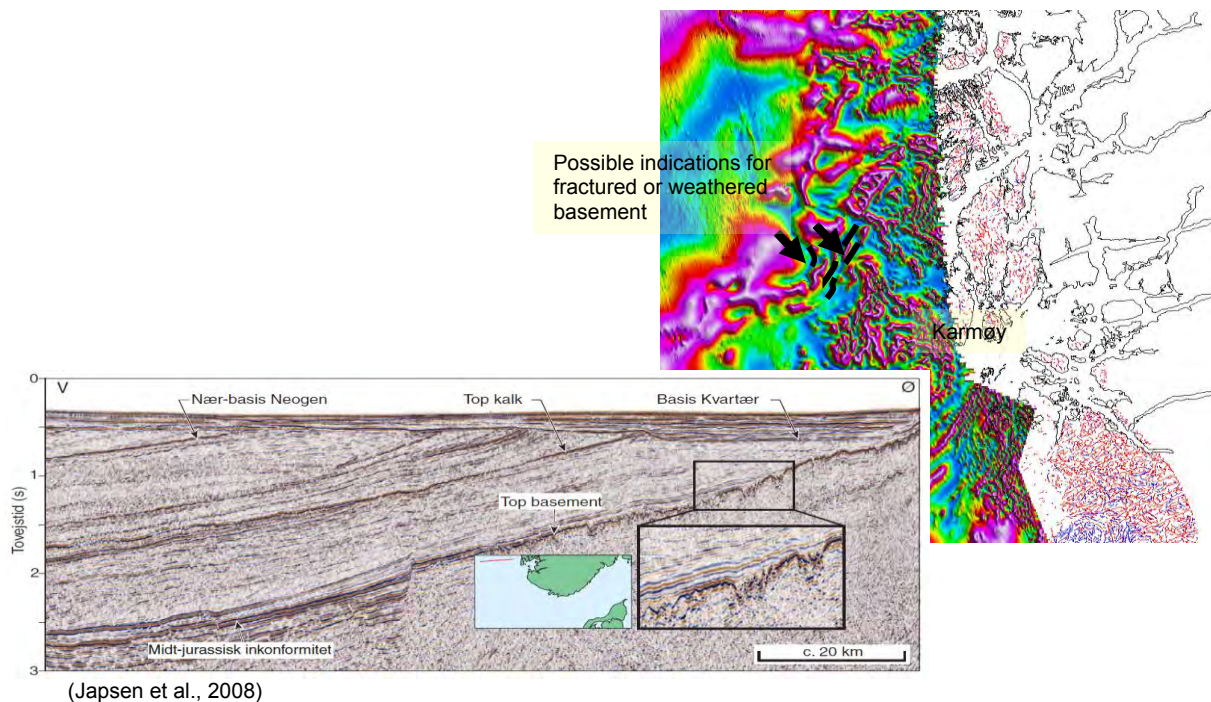 Possible indications for
fractured or weathered
basement
Karmøy
0
V
Ø
Nær-basis Neogen
Top kalk
Basis Kvartær
1
Top basement
Tovejstid (s)
2
Midt-jurassisk inkonformitet
c. 20 km
3
(Japsen et al., 2008)